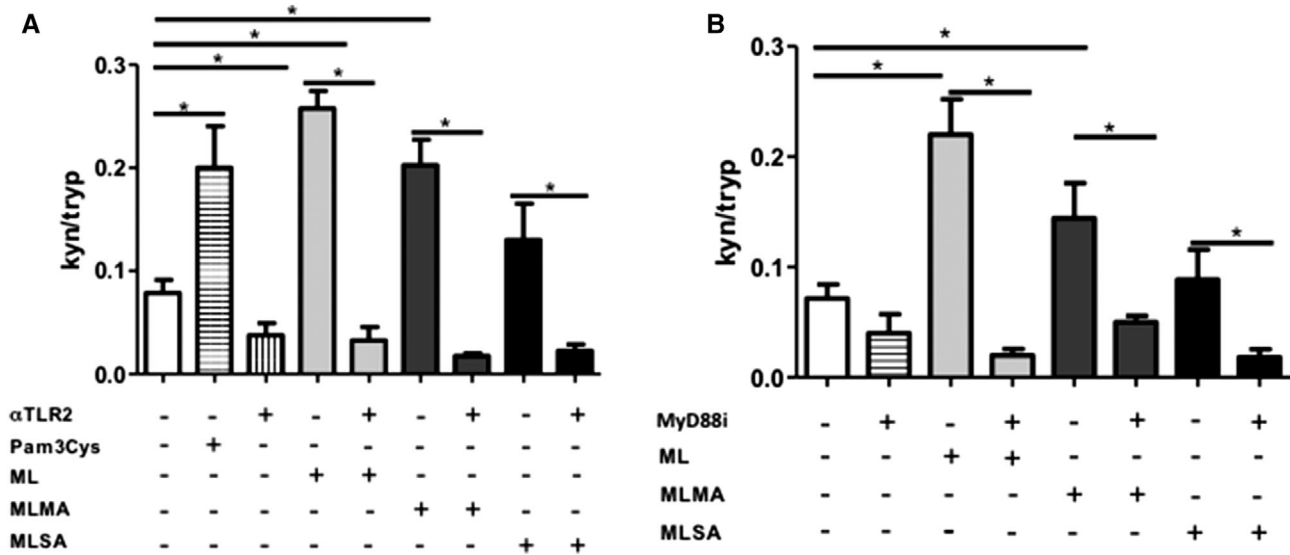 A
*
*
*
*
*
*
*
0.3
0.2
0.1
0.0
kyn/tryp
αTLR2 - - + - + - + - +
Pam3Cys - + - - - - - - -
ML - - - + + - - - -
MLMA - - - - - + + - -
MLSA - - - - - - - + +
B
*
*
*
*
*
0.3
0.2
0.1
0.0
kyn/tryp
MyD88i - + - + - + - +
ML - - + + - - - -
MLMA - - - - + + - -
MLSA - - - - - - + +